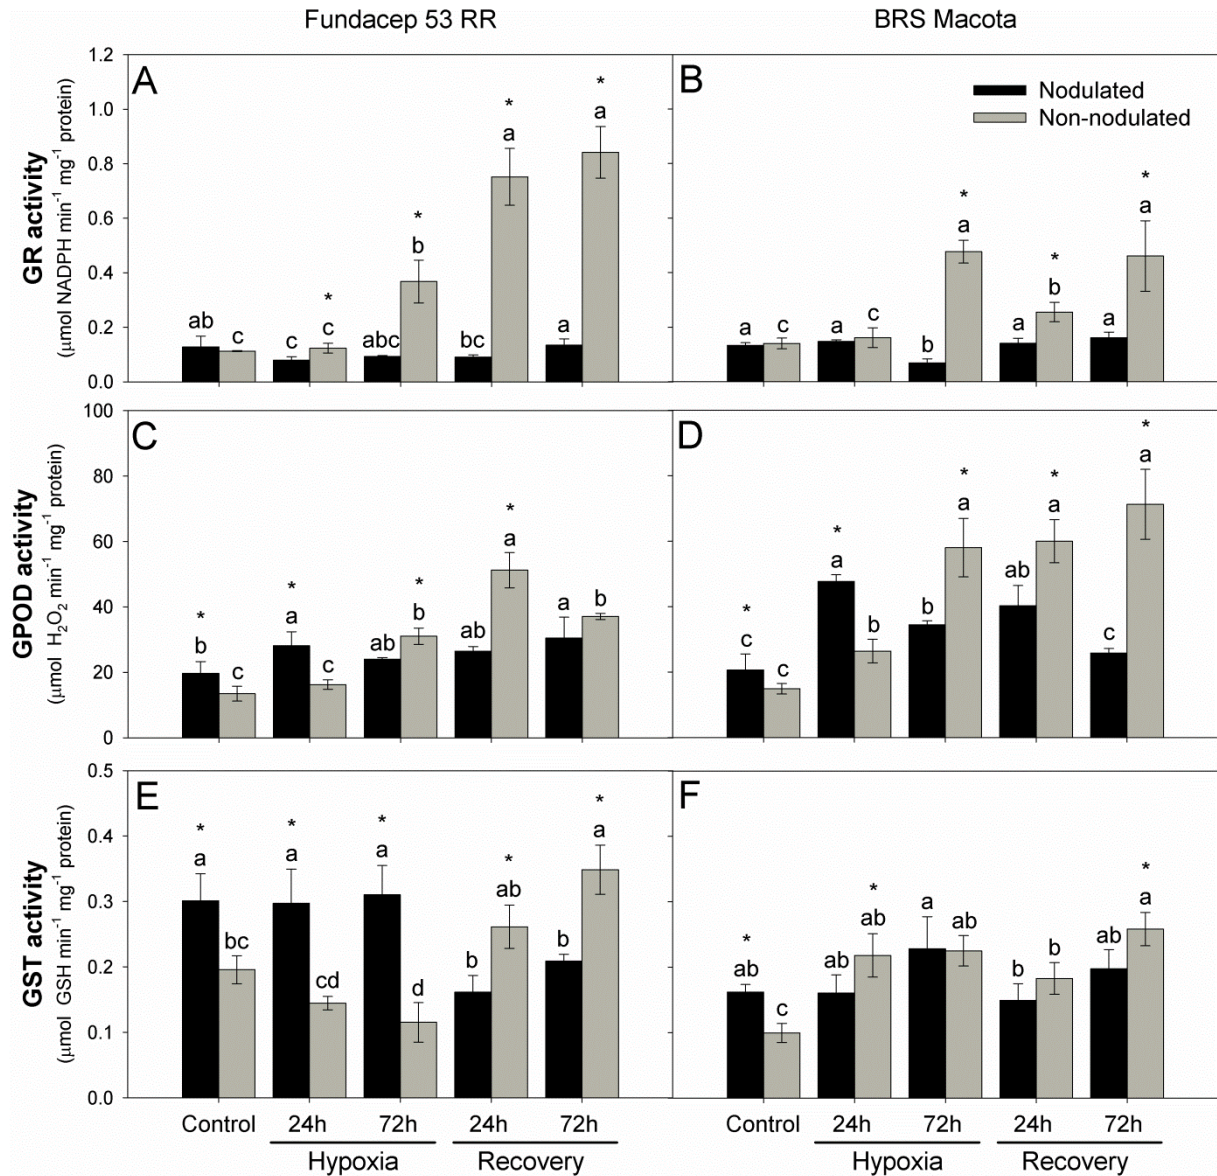 Fundacep 53 RR
BRS Macota
GR activity
(μmol NADPH min⁻¹ mg⁻¹ protein)
1.2
1.0
0.8
0.6
0.4
0.2
0.0
A
ab
c
c
*
c
abc
*
b
bc
*
a
a
*
a
B
Nodulated
Non-nodulated
a
c
a
c
b
*
a
a
*
b
a
*
a
GPOD activity
(μmol H₂O₂ min⁻¹ mg⁻¹ protein)
100
80
60
40
20
0
C
*
b
c
*
a
c
ab
*
b
ab
*
a
a
b
D
*
c
c
*
a
b
b
*
a
ab
*
a
c
*
a
GST activity
(μmol GSH min⁻¹ mg⁻¹ protein)
0.5
0.4
0.3
0.2
0.1
0.0
E
*
a
bc
*
a
cd
*
a
d
b
*
ab
b
*
a
F
*
ab
c
ab
*
ab
a
ab
b
b
ab
*
a
Control 24h 72h 24h 72h
Hypoxia Recovery
Control 24h 72h 24h 72h
Hypoxia Recovery